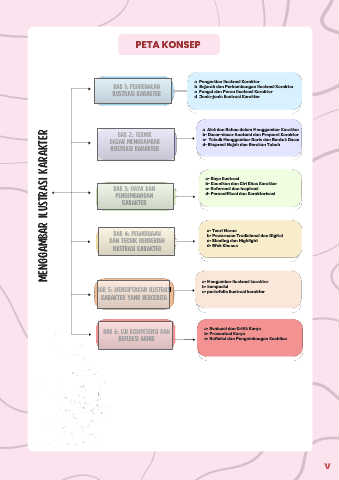 PETA KONSEP
MENGGAMBAR ILUSTRASI KARAKTER
BAB 1: PENGENALAN
ILUSTRASI KARAKTER
a- Pengertian Ilustrasi Karakter
b- Sejarah dan Perkembangan Ilustrasi Karakter
c- Fungsi dan Peran Ilustrasi Karakter
d- Jenis-jenis Ilustrasi Karakter
BAB 2: TEKNIK
DASAR MENGGAMBAR
ILUSTRASI KARAKTER
a- Alat dan Bahan dalam Menggambar Karakter
b- Dasar-dasar Anatomi dan Proporsi Karakter
c- Teknik Menggambar Garis dan Bentuk Dasar
d- Ekspresi Wajah dan Gerakan Tubuh
BAB 3: GAYA DAN
PENGEMBANGAN
KARAKTER
a- Gaya Ilustrasi
b- Keunikan dan Ciri Khas Karakter
c- Referensi dan Inspirasi
d- Personifikasi dan Karakterisasi
BAB 4: PEWARNAAN
DAN TEKNIK RENDERING
ILUSTRASI KARAKTER
a- Teori Warna
b- Pewarnaan Tradisional dan Digital
c- Shading dan Highlight
d- Efek Khusus
BAB 5: MENCIPTAKAN ILUSTRASI
KARAKTER YANG BERCERITA
a- Menggambar Ilustrasi karakter
b- komposisi
c- portofolio ilustrasi karakter
BAB 6: UJI KOMPETENSI DAN
REFLEKSI AKHIR
a- Evaluasi dan Kritik Karya
b- Presentasi Karya
c- Refleksi dan Pengembangan Keahlian
V